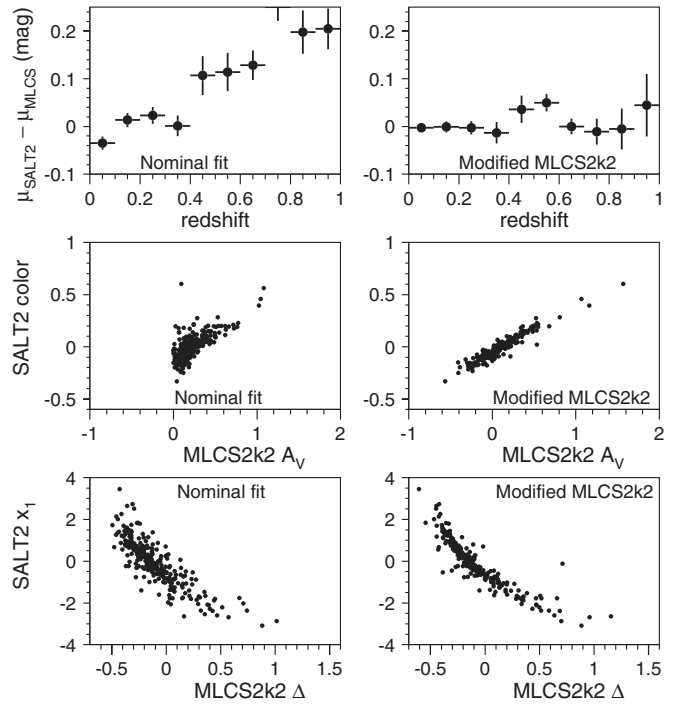 μSALT2 − μMLCS (mag)
0.2
0.1
0
-0.1
Nominal fit
0 0.2 0.4 0.6 0.8 1
redshift
0.2
0.1
0
-0.1
Modified MLCS2k2
0 0.2 0.4 0.6 0.8 1
redshift
SALT2 color
1
0.5
0
-0.5
Nominal fit
-1 0 1 2
MLCS2k2 AV
1
0.5
0
-0.5
Modified MLCS2k2
-1 0 1 2
MLCS2k2 AV
SALT2 x1
4
2
0
-2
-4
Nominal fit
-0.5 0 0.5 1 1.5
MLCS2k2 Δ
4
2
0
-2
-4
Modified MLCS2k2
-0.5 0 0.5 1 1.5
MLCS2k2 Δ